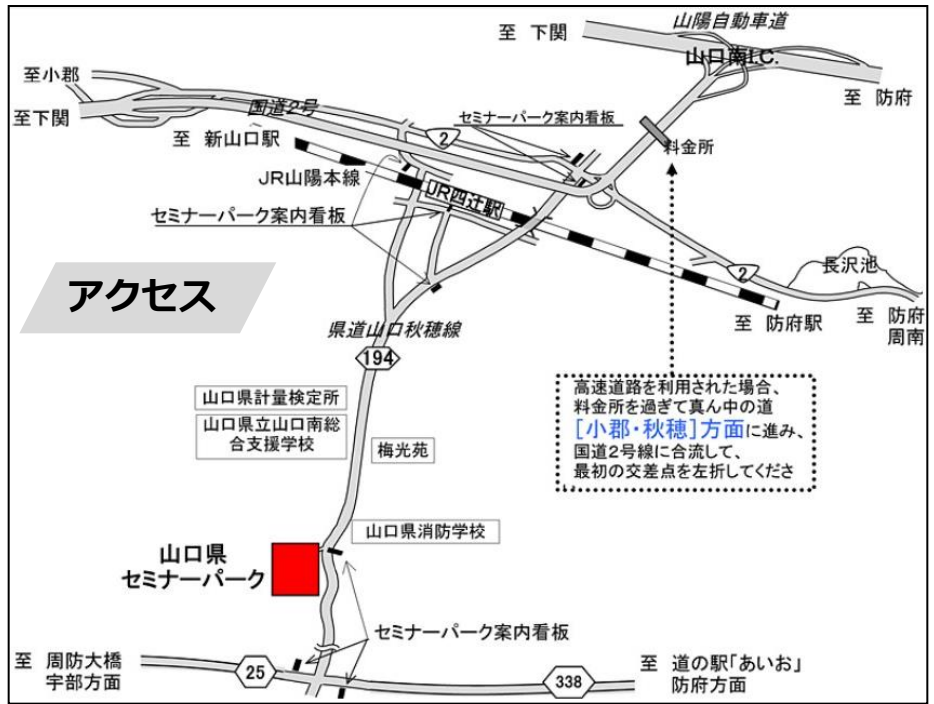 山陽自動車道
至 下関
山口南I.C.
至小郡
至 防府
国道2号
セミナーパーク案内看板
至下関
2
至 新山口駅
料金所
JR山陽本線
JR四辻駅
セミナーパーク案内看板
長沢池
2
アクセス
至 防府駅
至 防府
周南
県道山口秋穂線
194
高速道路を利用された場合、
料金所を過ぎて真ん中の道
[小郡・秋穂]方面に進み、
国道2号線に合流して、
最初の交差点を左折してくださ
山口県計量検定所
山口県立山口南総
合支援学校
梅光苑
山口県消防学校
山口県
セミナーパーク
セミナーパーク案内看板
至 周防大橋
宇部方面
25
338
至 道の駅「あいお」
防府方面